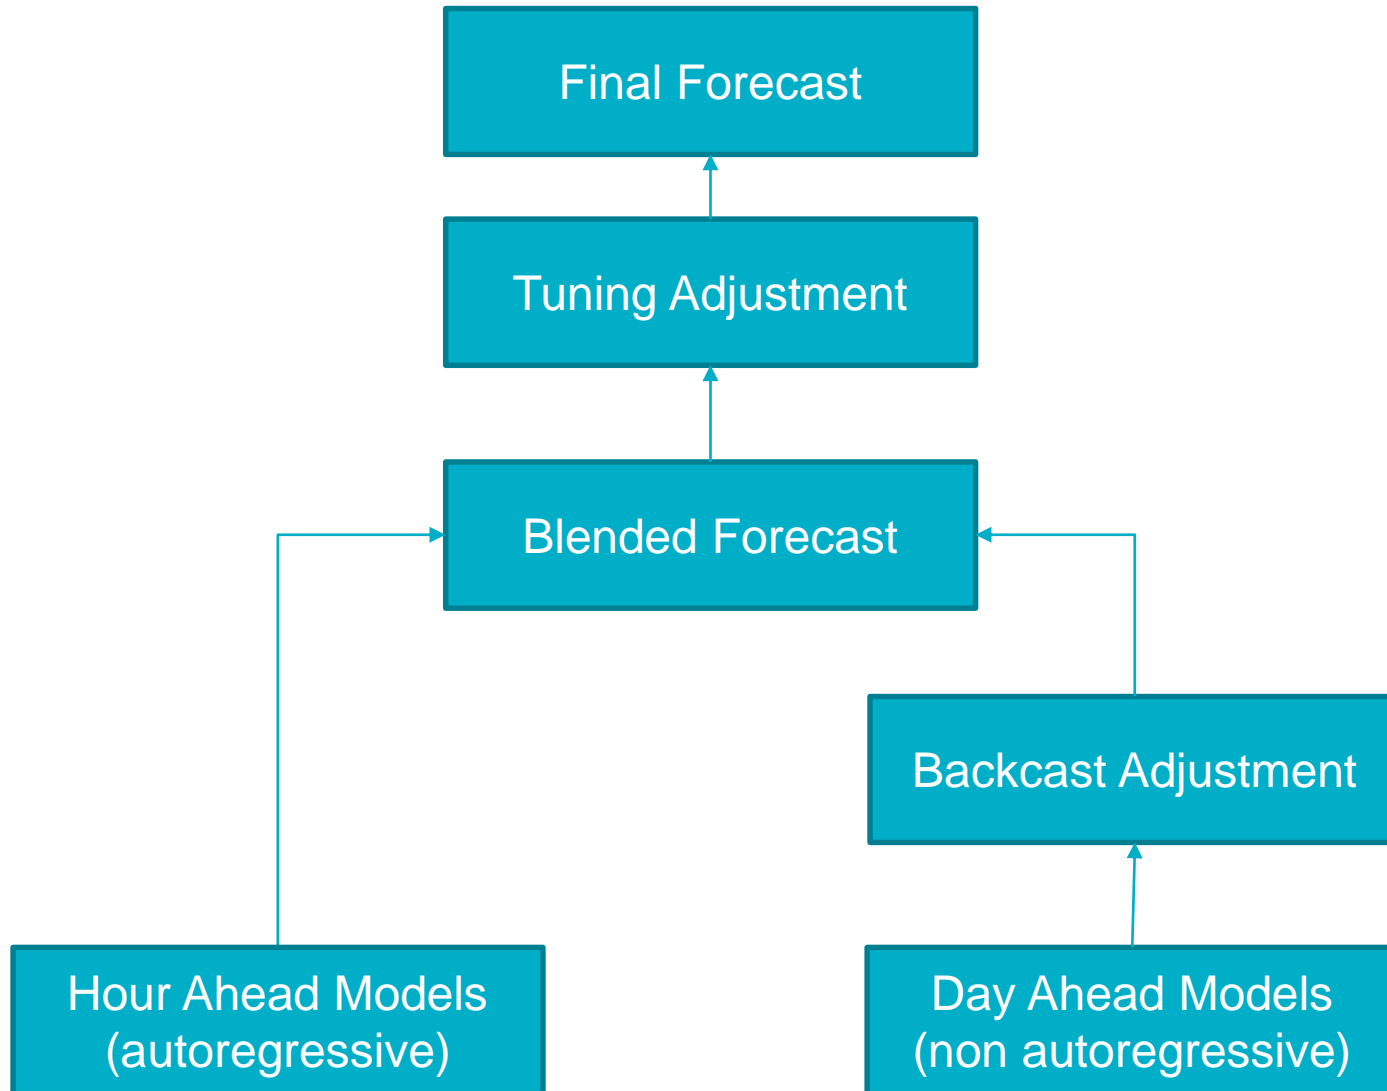 Final Forecast
Tuning Adjustment
Blended Forecast
Backcast Adjustment
Hour Ahead Models
(autoregressive)
Day Ahead Models
(non autoregressive)